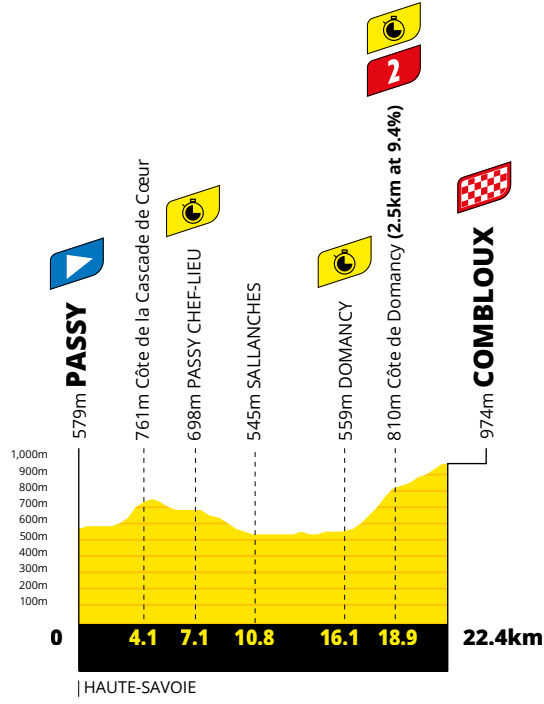 2
579m PASSY
761m Côte de la Cascade de Cœur
698m PASSY CHEF-LIEU
545m SALLANCHES
559m DOMANCY
810m Côte de Domancy (2.5km at 9.4%)
974m COMBLOUX
1,000m
900m
800m
700m
600m
500m
400m
300m
200m
100m
0 4.1 7.1 10.8 16.1 18.9 22.4km
HAUTE-SAVOIE